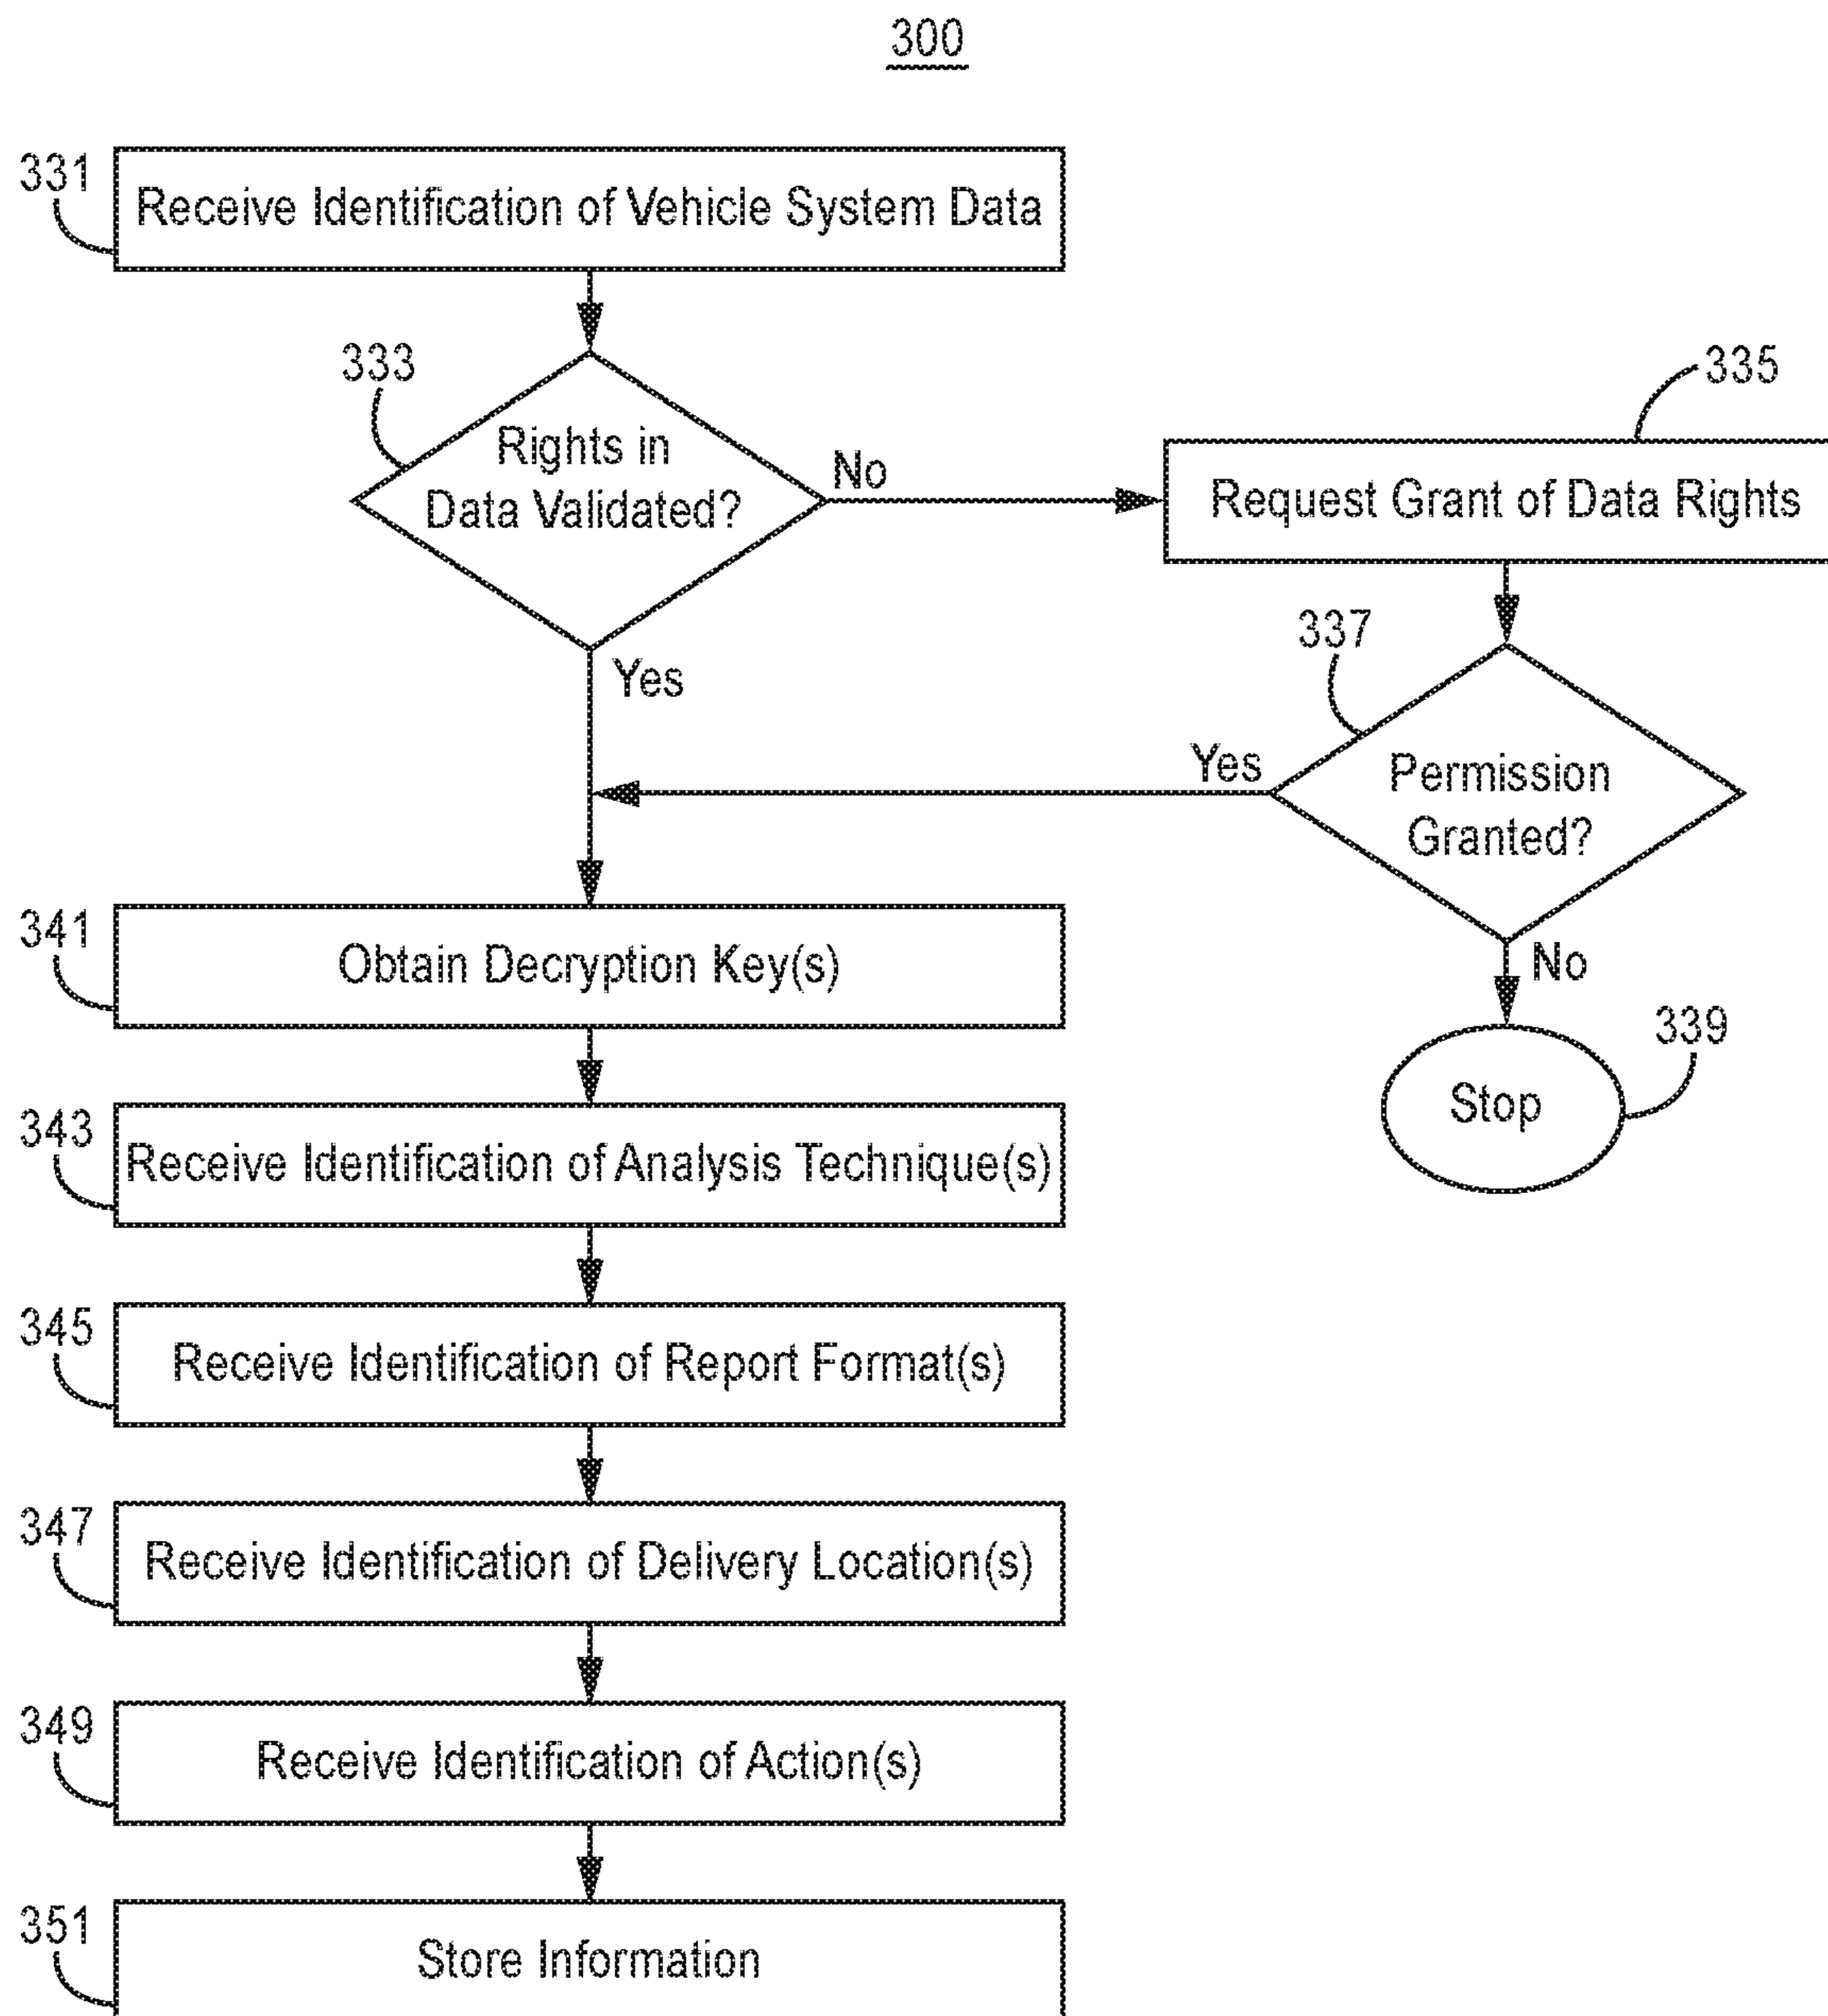 300
331
Receive Identification of Vehicle System Data
333
Rights in
Data Validated?
No
335
Request Grant of Data Rights
Yes
337
Permission
Granted?
Yes
No
339
Stop
341
Obtain Decryption Key(s)
343
Receive Identification of Analysis Technique(s)
345
Receive Identification of Report Format(s)
347
Receive Identification of Delivery Location(s)
349
Receive Identification of Action(s)
351
Store Information